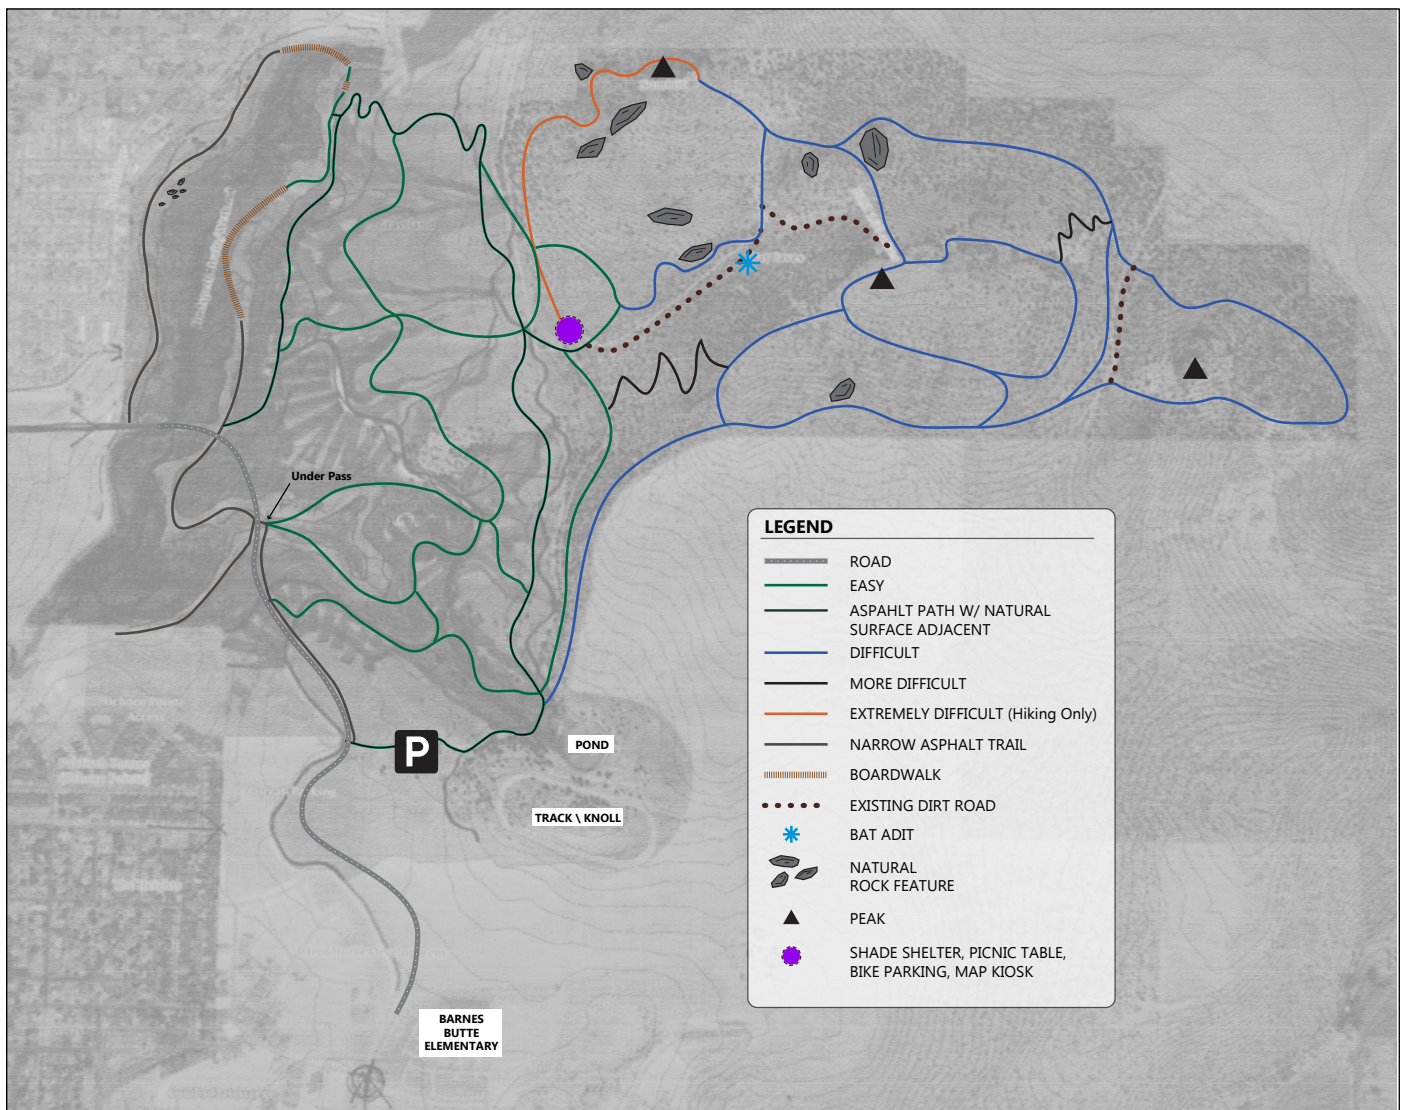 Under Pass
LEGEND
ROAD
EASY
ASPAHLT PATH W/ NATURAL
SURFACE ADJACENT
DIFFICULT
MORE DIFFICULT
EXTREMELY DIFFICULT (Hiking Only)
NARROW ASPHALT TRAIL
BOARDWALK
EXISTING DIRT ROAD
BAT ADIT
NATURAL
ROCK FEATURE
PEAK
SHADE SHELTER, PICNIC TABLE,
BIKE PARKING, MAP KIOSK
P
POND
TRACK \ KNOLL
BARNES
BUTTE
ELEMENTARY